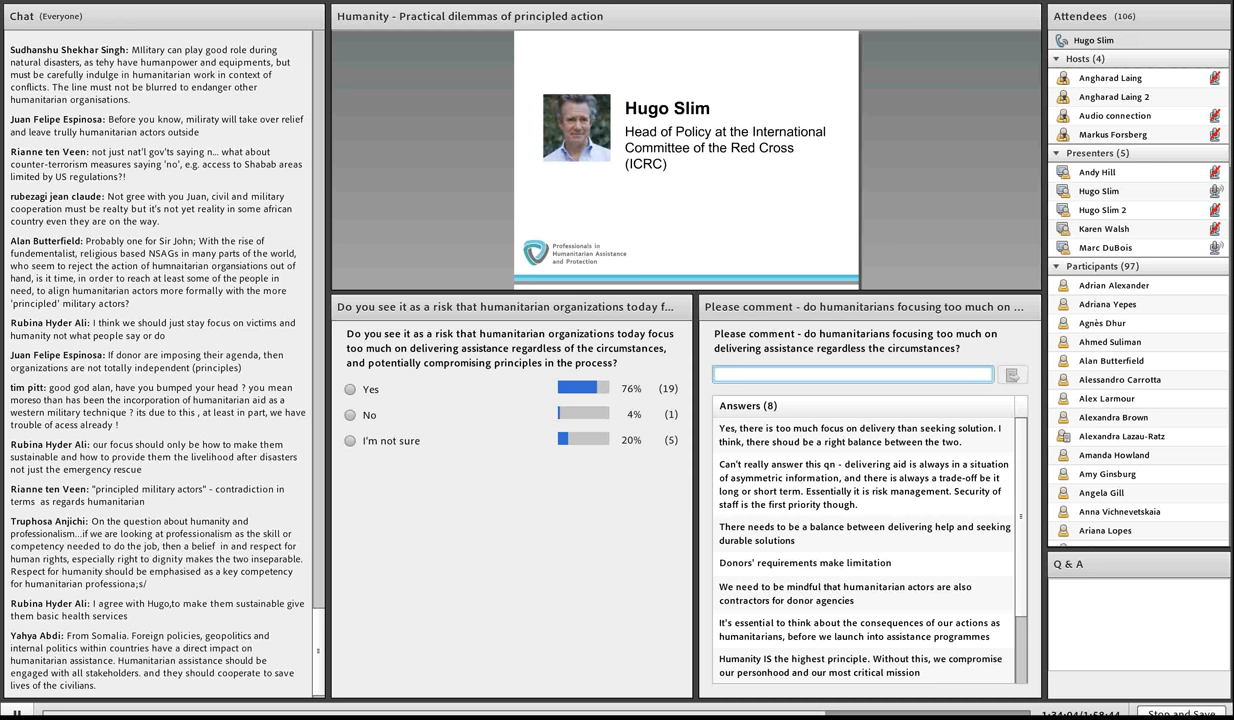 Chat (Everyone)
Sudhanshu Shekhar Singh: MIlitary can play good role during
natural disasters, as tehy have humanpower and equipments, but
must be carefully indulge in humanitarian work in context of
conflicts. The line must not be blurred to endanger other
humanitarian organisations.
Juan Felipe Espinosa: Before you know, miliraty will take over relief
and leave trully humanitarian actors outside
Rianne ten Veen: not just nat'l gov'ts saying n... what about
counter-terrorism measures saying 'no', e.g. access to Shabab areas
limited by US regulations?!
rubezagi jean claude: Not gree with you Juan, civil and military
cooperation must be realty but it's not yet reality in some african
country even they are on the way.
Alan Butterfield: Probably one for Sir John; With the rise of
fundementalist, religious based NSAGs in many parts of the world,
who seem to reject the action of humnaitarian organsiations out of
hand, is it time, in order to reach at least some of the people in
need, to align humanitarian actors more formally with the more
'principled' military actors?
Rubina Hyder Ali: I think we should just stay focus on victims and
humanity not what people say or do
Juan Felipe Espinosa: If donor are imposing their agenda, then
organizations are not totally independent (principles)
tim pitt: good god alan, have you bumped your head ? you mean
moreso than has been the incorporation of humanitarian aid as a
western military technique ? its due to this , at least in part, we have
trouble of acess already !
Rubina Hyder Ali: our focus should only be how to make them
sustainable and how to provide them the livelihood after disasters
not just the emergency rescue
Rianne ten Veen: "principled military actors" - contradiction in
terms as regards humanitarian
Truphosa Anjichi: On the question about humanity and
professionalism...if we are looking at professionalism as the skill or
competency needed to do the job, then a belief in and respect for
human rights, especially right to dignity makes the two inseparable.
Respect for humanity should be emphasised as a key competency
for humanitarian professiona;s/
Rubina Hyder Ali: I agree with Hugo,to make them sustainable give
them basic health services
Yahya Abdi: From Somalia. Foreign policies, geopolitics and
internal politics within countries have a direct impact on
humanitarian assistance. Humanitarian assistance should be
engaged with all stakeholders. and they should cooperate to save
lives of the civilians.
Humanity - Practical dilemmas of principled action
Hugo Slim
Head of Policy at the International
Committee of the Red Cross
(ICRC)
Professionals in
Humanitarian Assistance
and Protection
Do you see it as a risk that humanitarian organizations today f...
Do you see it as a risk that humanitarian organizations today focus
too much on delivering assistance regardless of the circumstances,
and potentially compromising principles in the process?
Yes 76% (19)
No 4% (1)
I'm not sure 20% (5)
Please comment - do humanitarians focusing too much on ...
Please comment - do humanitarians focusing too much on
delivering assistance regardless the circumstances?
Answers (8)
Yes, there is too much focus on delivery than seeking solution. I
think, there shoud be a right balance between the two.
Can't really answer this qn - delivering aid is always in a situation
of asymmetric information, and there is always a trade-off be it
long or short term. Essentially it is risk management. Security of
staff is the first priority though.
There needs to be a balance between delivering help and seeking
durable solutions
Donors' requirements make limitation
We need to be mindful that humanitarian actors are also
contractors for donor agencies
It's essential to think about the consequences of our actions as
humanitarians, before we launch into assistance programmes
Humanity IS the highest principle. Without this, we compromise
our personhood and our most critical mission
Attendees (106)
Hugo Slim
Hosts (4)
Angharad Laing
Angharad Laing 2
Audio connection
Markus Forsberg
Presenters (5)
Andy Hill
Hugo Slim
Hugo Slim 2
Karen Walsh
Marc DuBois
Participants (97)
Adrian Alexander
Adriana Yepes
Agnès Dhur
Ahmed Suliman
Alan Butterfield
Alessandro Carrotta
Alex Larmour
Alexandra Brown
Alexandra Lazau-Ratz
Amanda Howland
Amy Ginsburg
Angela Gill
Anna Vichnevetskaia
Ariana Lopes
Q & A
1:34:04/1:58:44
Stop and Save